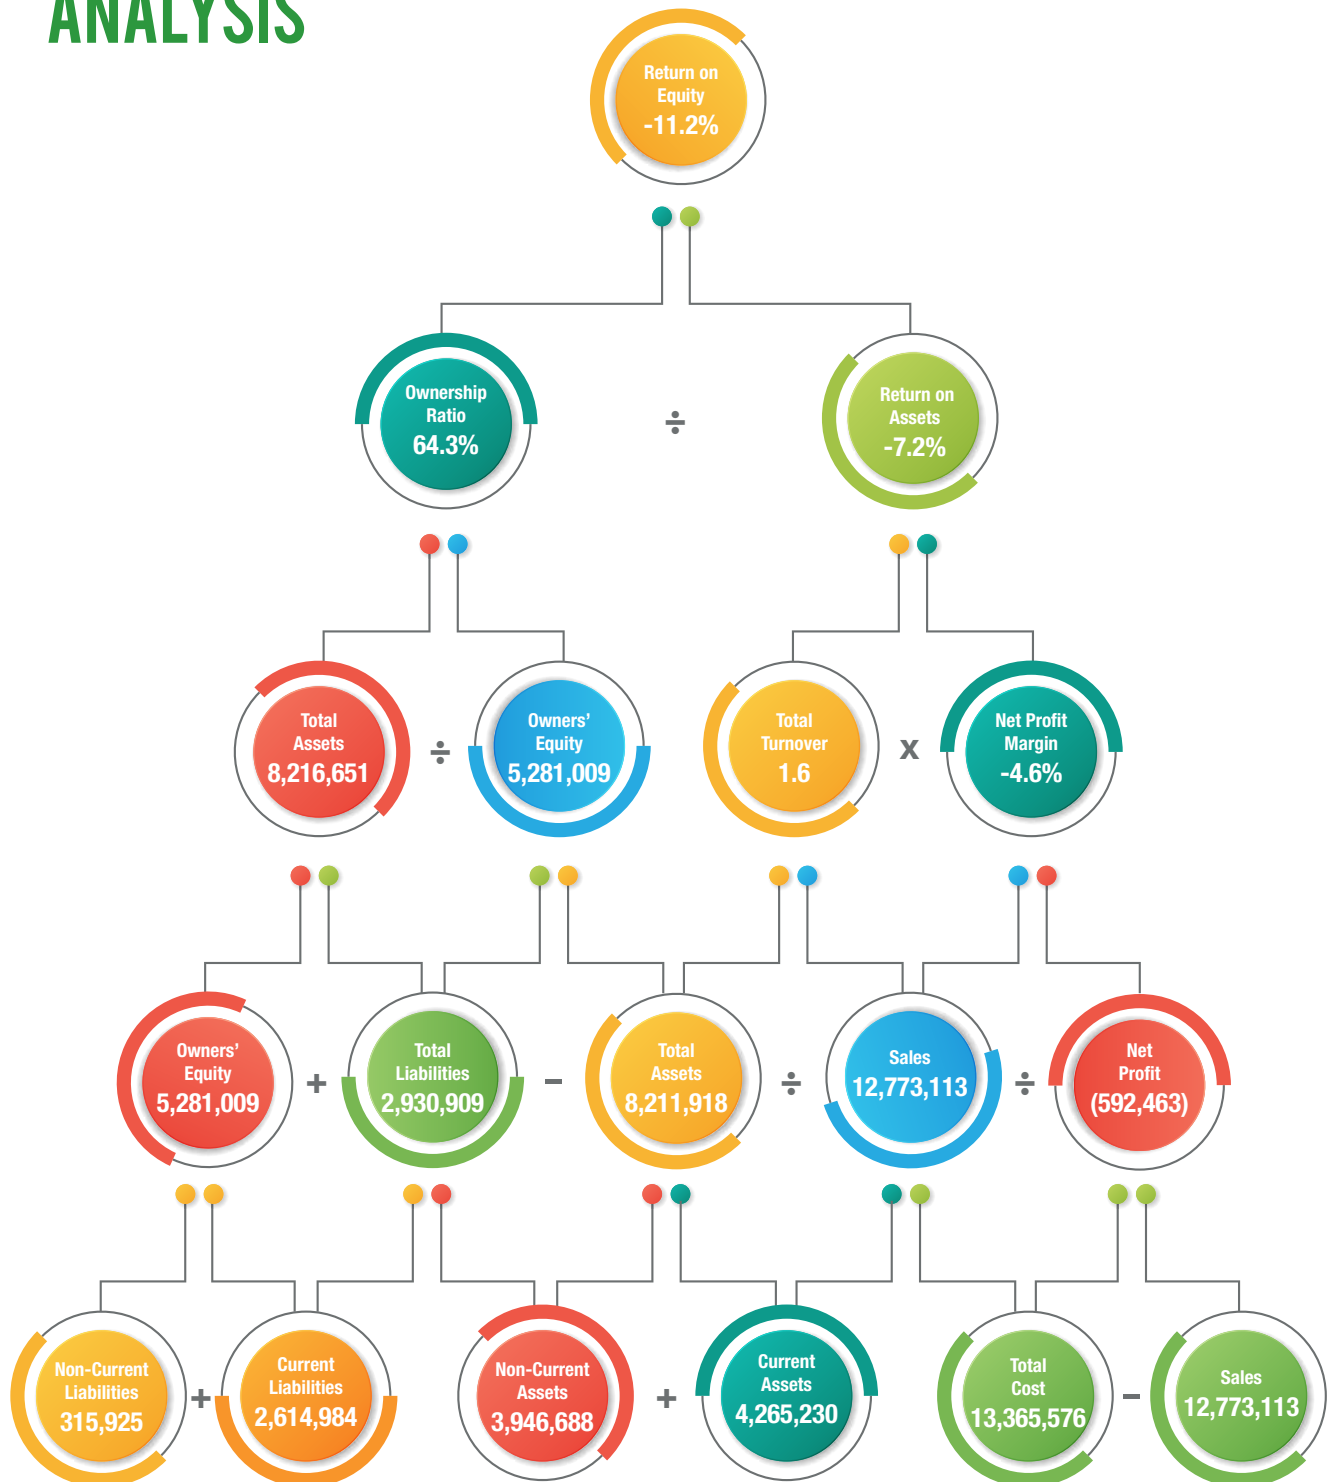 ANALYSIS
Return on
Equity
-11.2%
Ownership
Ratio
64.3%
÷
Return on
Assets
-7.2%
Total
Assets
8,216,651
÷
Owners'
Equity
5,281,009
Total
Turnover
1.6
x
Net Profit
Margin
-4.6%
Owners'
Equity
5,281,009
+
Total
Liabilities
2,930,909
−
Total
Assets
8,211,918
÷
Sales
12,773,113
÷
Net
Profit
(592,463)
Non-Current
Liabilities
315,925
+
Current
Liabilities
2,614,984
Non-Current
Assets
3,946,688
+
Current
Assets
4,265,230
Total
Cost
13,365,576
−
Sales
12,773,113